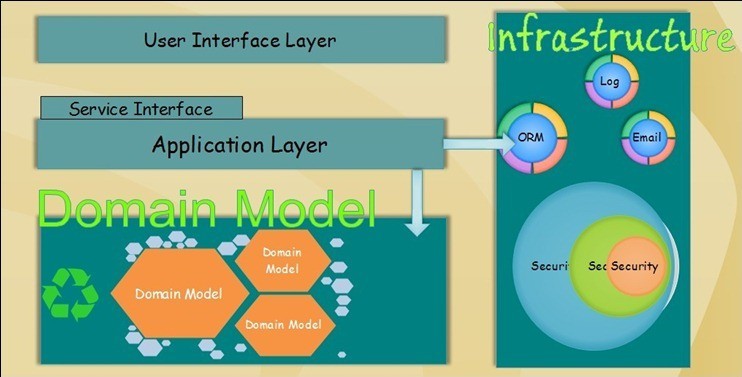 User Interface Layer
Infrastructure
Log
Service Interface
Application Layer
ORM
Email
Domain Model
Domain
Model
Domain Model
Domain Model
Securi
Sec
Security